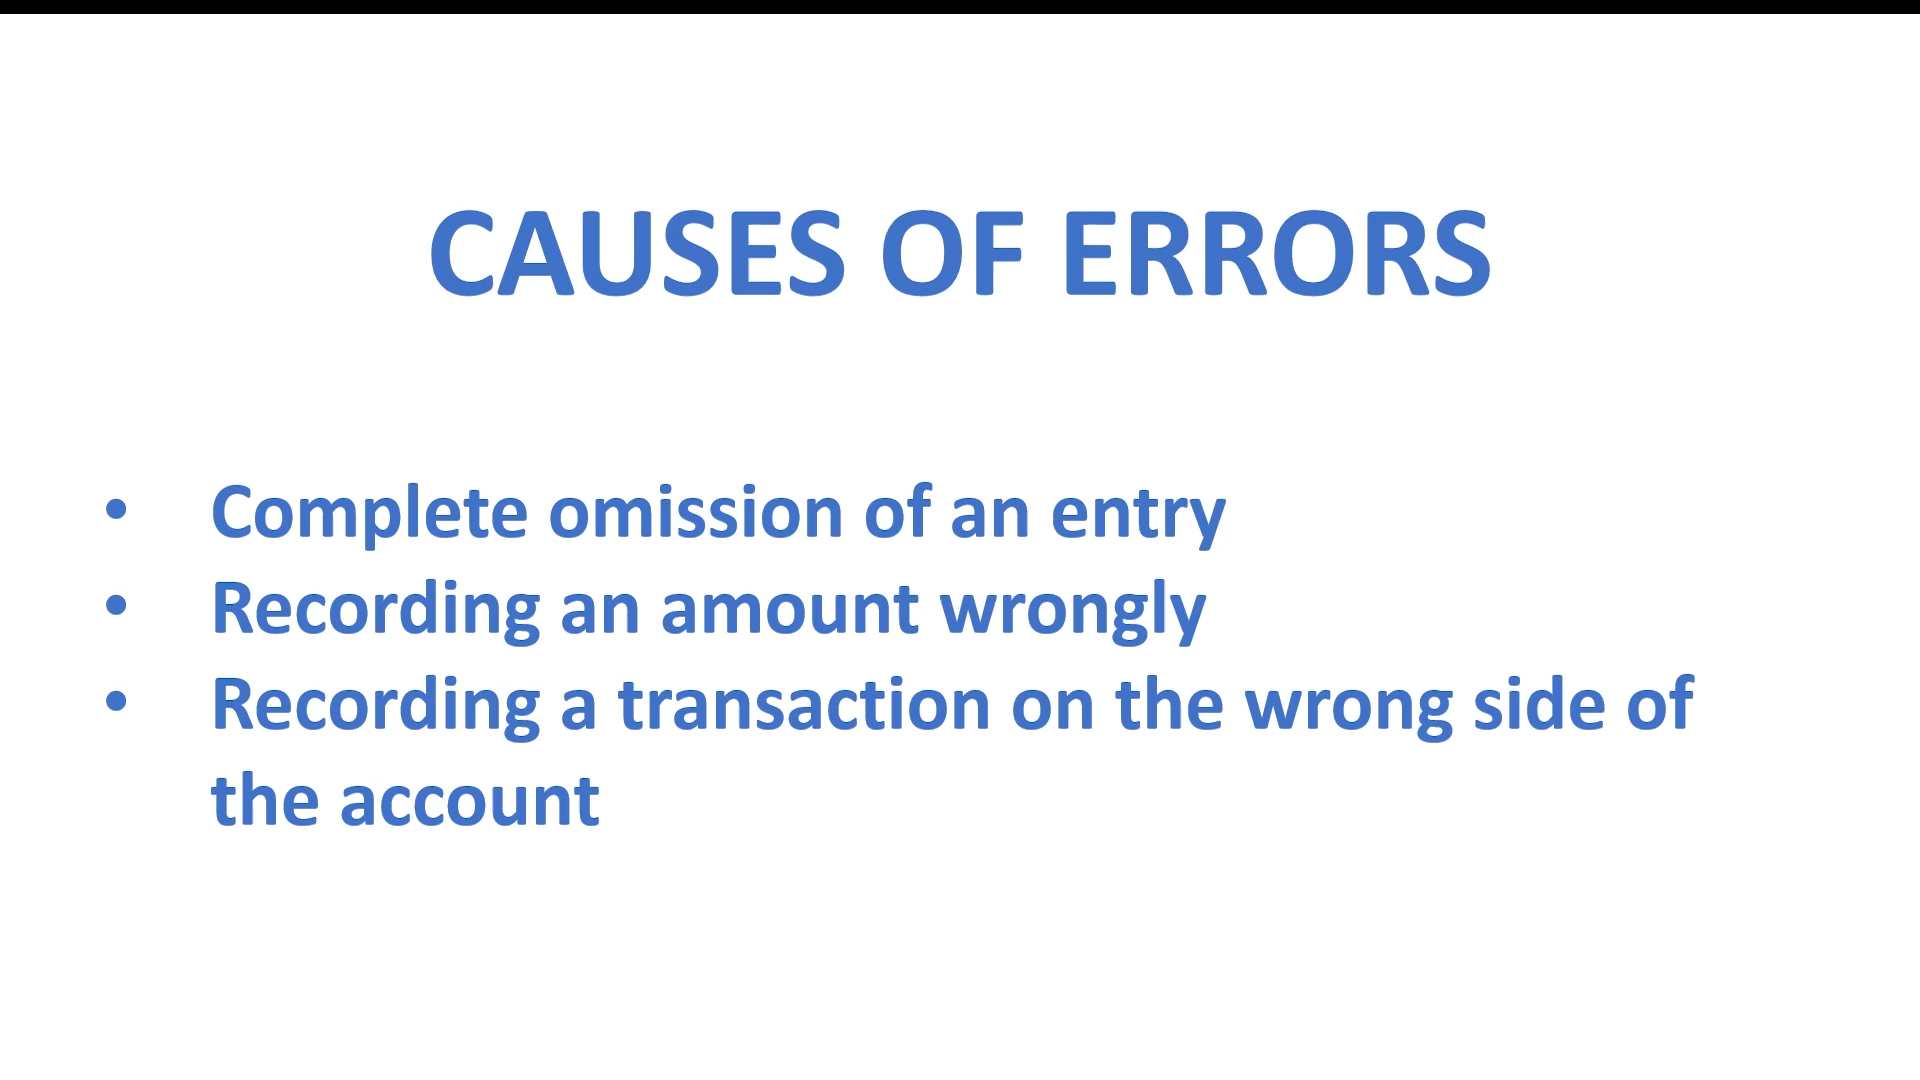 CAUSES OF ERRORS
• Complete omission of an entry
• Recording an amount wrongly
• Recording a transaction on the wrong side of
the account